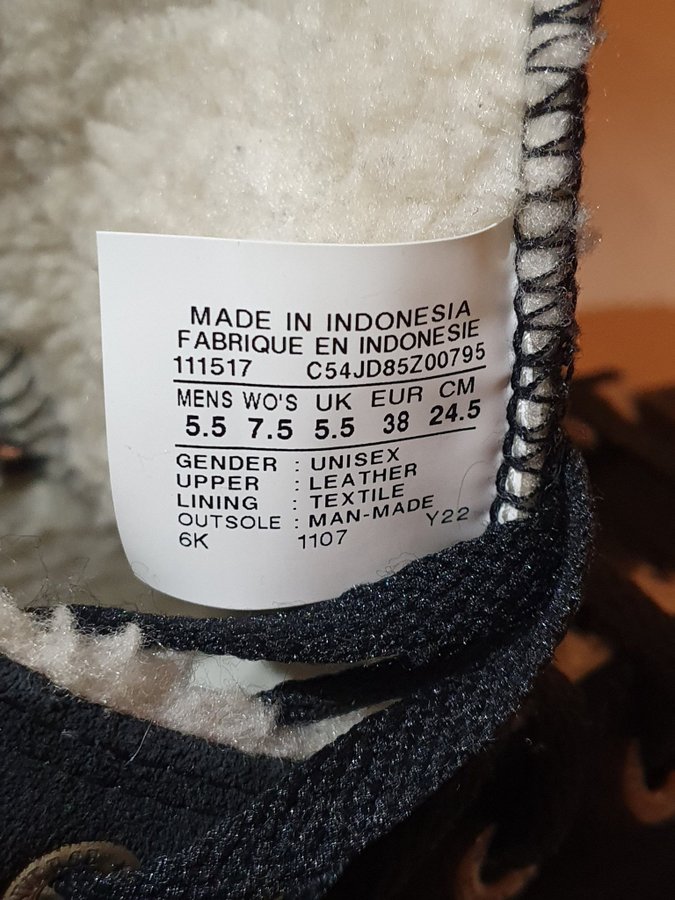 MADE IN INDONESIA
FABRIQUE EN INDONESIE
111517 C54JD85Z00795
MENS WO'S UK EUR CM
5.5 7.5 5.5 38 24.5
GENDER : UNISEX
UPPER : LEATHER
LINING : TEXTILE
OUTSOLE : MAN-MADE
6K 1107 Y22